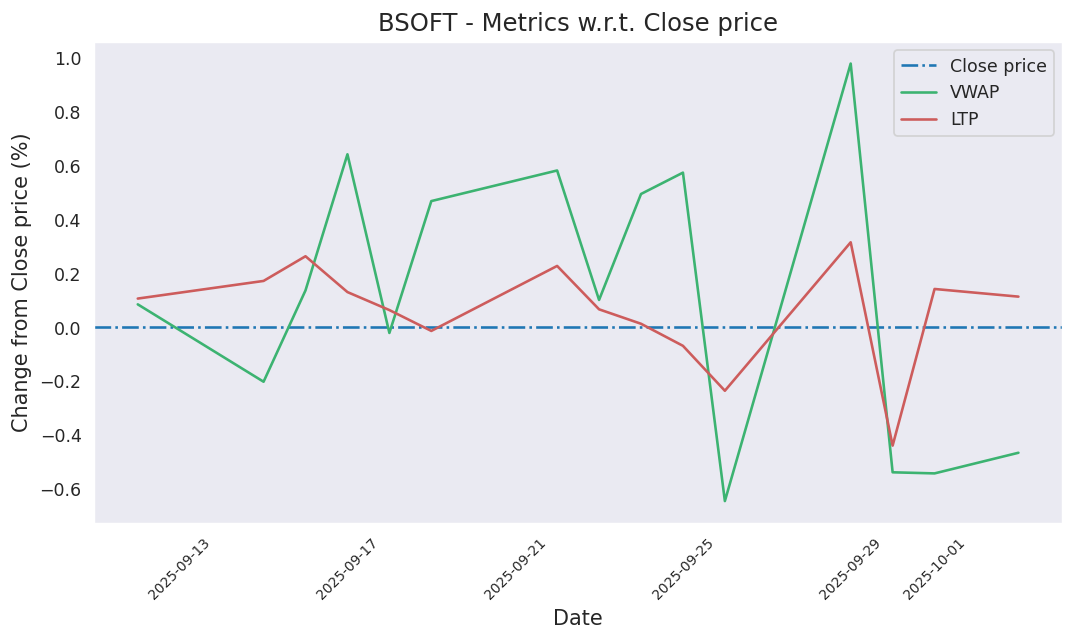 BSOFT - Metrics w.r.t. Close price
Change from Close price (%)
1.0
0.8
0.6
0.4
0.2
0.0
−0.2
−0.4
−0.6
Close price
VWAP
LTP
2025-09-13
2025-09-17
2025-09-21
2025-09-25
2025-09-29
2025-10-01
Date